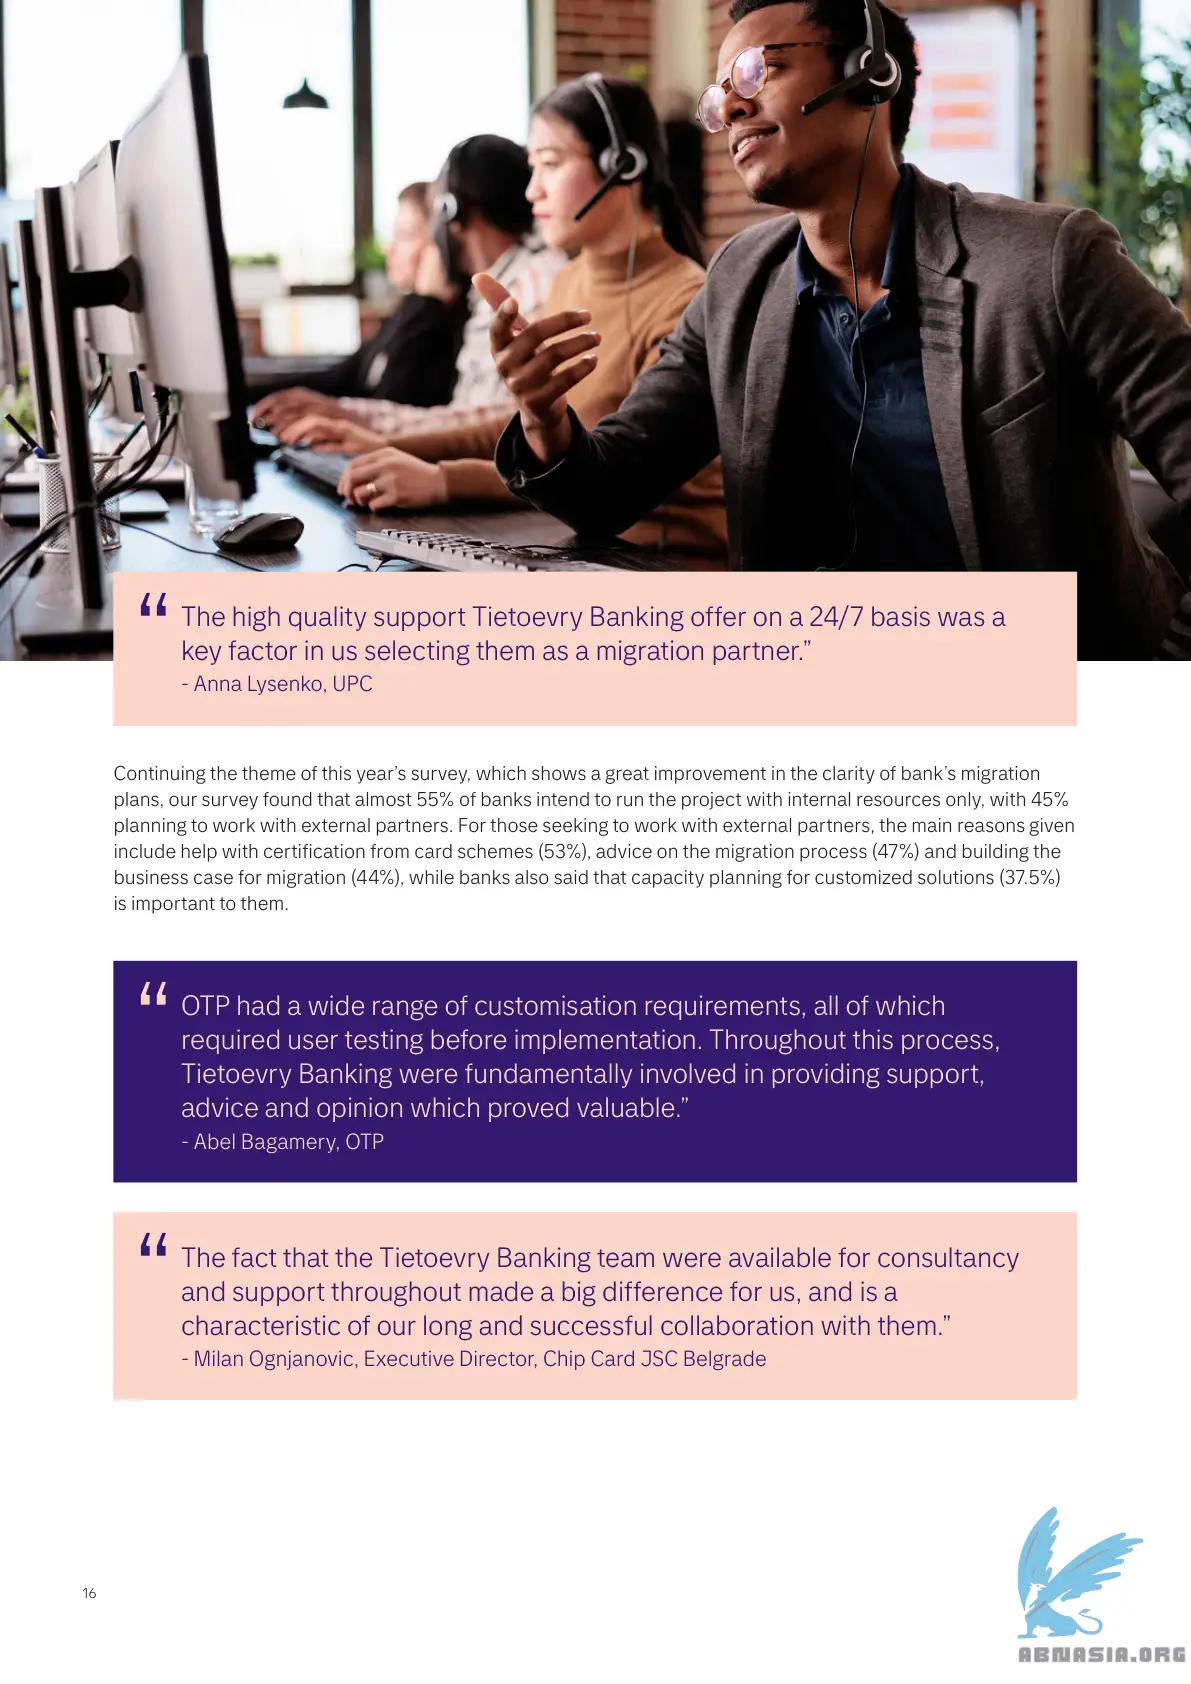 “ The high quality support Tietoevry Banking offer on a 24/7 basis was a
key factor in us selecting them as a migration partner.”
- Anna Lysenko, UPC
Continuing the theme of this year’s survey, which shows a great improvement in the clarity of bank’s migration
plans, our survey found that almost 55% of banks intend to run the project with internal resources only, with 45%
planning to work with external partners. For those seeking to work with external partners, the main reasons given
include help with certification from card schemes (53%), advice on the migration process (47%) and building the
business case for migration (44%), while banks also said that capacity planning for customized solutions (37.5%)
is important to them.
“ OTP had a wide range of customisation requirements, all of which
required user testing before implementation. Throughout this process,
Tietoevry Banking were fundamentally involved in providing support,
advice and opinion which proved valuable.”
- Abel Bagamery, OTP
“ The fact that the Tietoevry Banking team were available for consultancy
and support throughout made a big difference for us, and is a
characteristic of our long and successful collaboration with them.”
- Milan Ognjanovic, Executive Director, Chip Card JSC Belgrade
16
ABNASIA.ORG